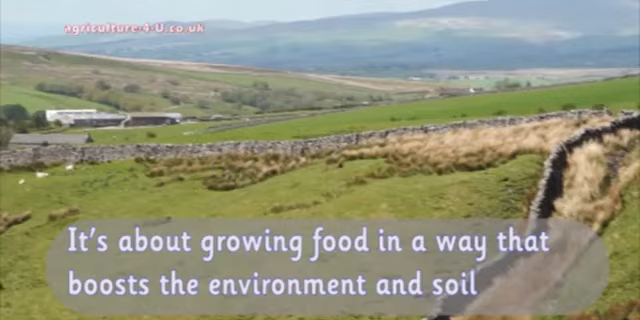 agriculture-4-U.co.uk
It's about growing food in a way that
boosts the environment and soil